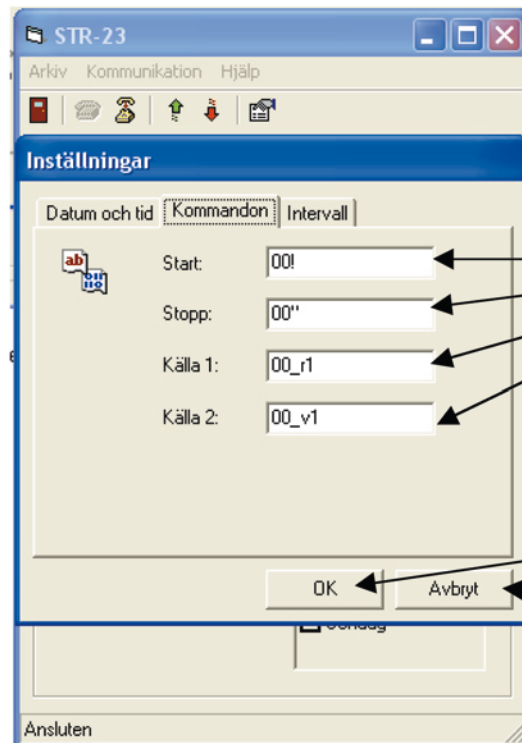 STR-23
Arkiv Kommunikation Hjälp
Inställningar
Datum och tid Kommandon Intervall
Start: 00!
Stopp: 00"
Källa 1: 00_r1
Källa 2: 00_v1
OK Avbryt
Ansluten